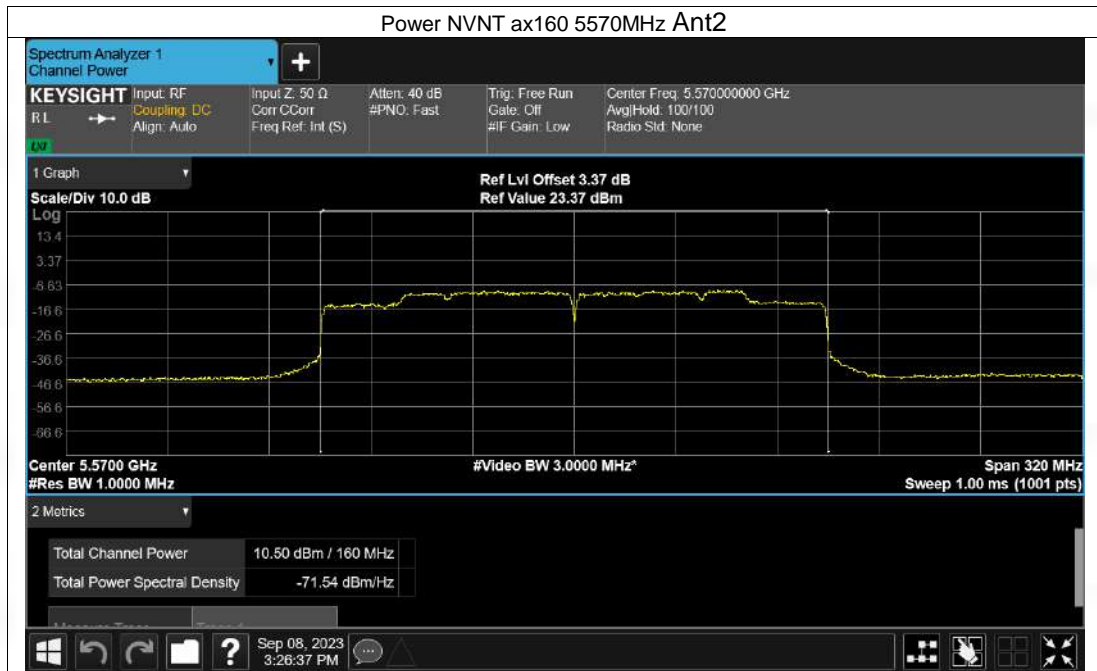 Power NVNT ax160 5570MHz Ant2
Spectrum Analyzer 1
Channel Power
KEYSIGHT
RL
Input: RF
Coupling: DC
Align: Auto
Input Z: 50 Ω
Corr CCorr
Freq Ref: Int (S)
Atten: 40 dB
#PNO: Fast
Trig: Free Run
Gate: Off
#IF Gain: Low
Center Freq: 5.570000000 GHz
Avg|Hold: 100/100
Radio Std: None
1 Graph
Scale/Div 10.0 dB
Ref Lvl Offset 3.37 dB
Ref Value 23.37 dBm
Log
13.4
3.37
-6.63
-16.6
-26.6
-36.6
-46.6
-56.6
-66.6
Center 5.5700 GHz
#Video BW 3.0000 MHz*
Span 320 MHz
#Res BW 1.0000 MHz
Sweep 1.00 ms (1001 pts)
2 Metrics
Total Channel Power 10.50 dBm / 160 MHz
Total Power Spectral Density -71.54 dBm/Hz
Sep 08, 2023
3:26:37 PM